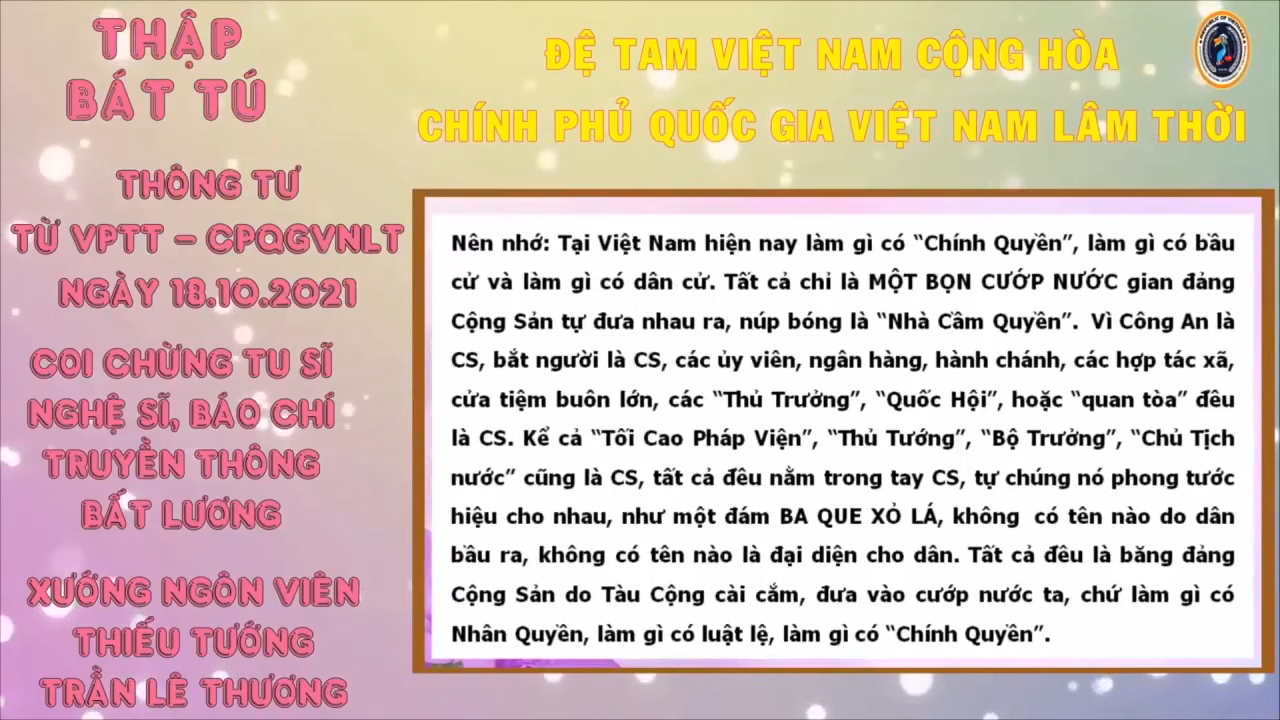 THẬP
BÁT TÚ
THÔNG TƯ
TỪ VPTT – CPQGVNLT
NGÀY 18.10.2021
COI CHỪNG TU SĨ
NGHỆ SĨ, BÁO CHÍ
TRUYỀN THÔNG
BẤT LƯƠNG
XƯỚNG NGÔN VIÊN
THIẾU TƯỚNG
TRẦN LÊ THƯƠNG
ĐỆ TAM VIỆT NAM CỘNG HÒA
CHÍNH PHỦ QUỐC GIA VIỆT NAM LÂM THỜI
Nên nhớ: Tại Việt Nam hiện nay làm gì có “Chính Quyền”, làm gì có bầu
cử và làm gì có dân cử. Tất cả chỉ là MỘT BỌN CƯỚP NƯỚC gian đảng
Cộng Sản tự đưa nhau ra, núp bóng là “Nhà Cầm Quyền”. Vì Công An là
CS, bắt người là CS, các ủy viên, ngân hàng, hành chánh, các hợp tác xã,
cửa tiệm buôn lớn, các “Thủ Trưởng”, “Quốc Hội”, hoặc “quan tòa” đều
là CS. Kể cả “Tối Cao Pháp Viện”, “Thủ Tướng”, “Bộ Trưởng”, “Chủ Tịch
nước” cũng là CS, tất cả đều nằm trong tay CS, tự chúng nó phong tước
hiệu cho nhau, như một đám BA QUE XỎ LÁ, không có tên nào do dân
bầu ra, không có tên nào là đại diện cho dân. Tất cả đều là băng đảng
Cộng Sản do Tàu Cộng cài cắm, đưa vào cướp nước ta, chứ làm gì có
Nhân Quyền, làm gì có luật lệ, làm gì có “Chính Quyền”.